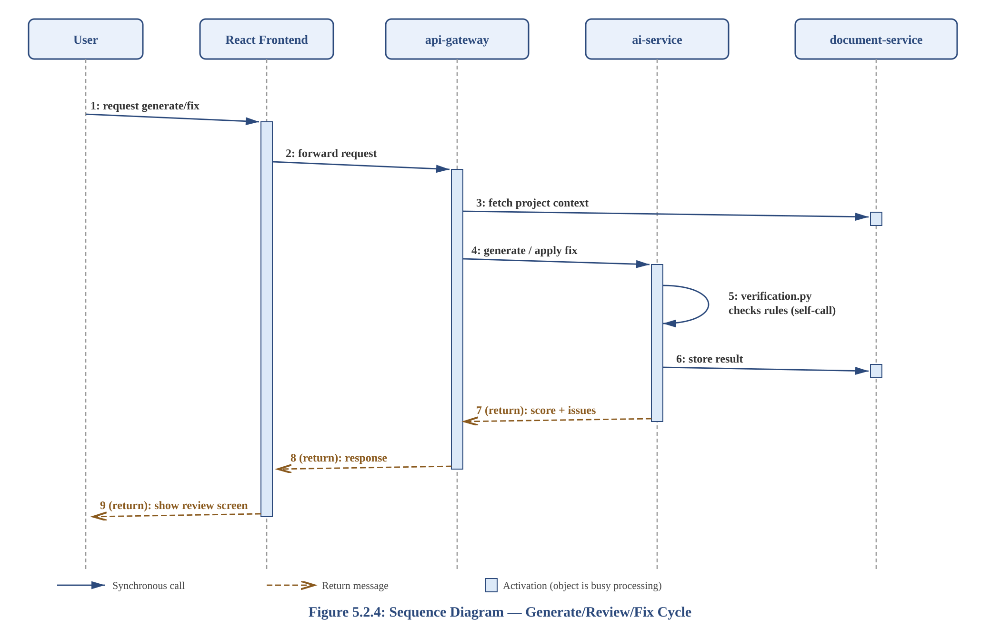 User
React Frontend
api-gateway
ai-service
document-service
1: request generate/fix
2: forward request
3: fetch project context
4: generate / apply fix
5: verification.py
checks rules (self-call)
6: store result
7 (return): score + issues
8 (return): response
9 (return): show review screen
Synchronous call
Return message
Activation (object is busy processing)
Figure 5.2.4: Sequence Diagram — Generate/Review/Fix Cycle